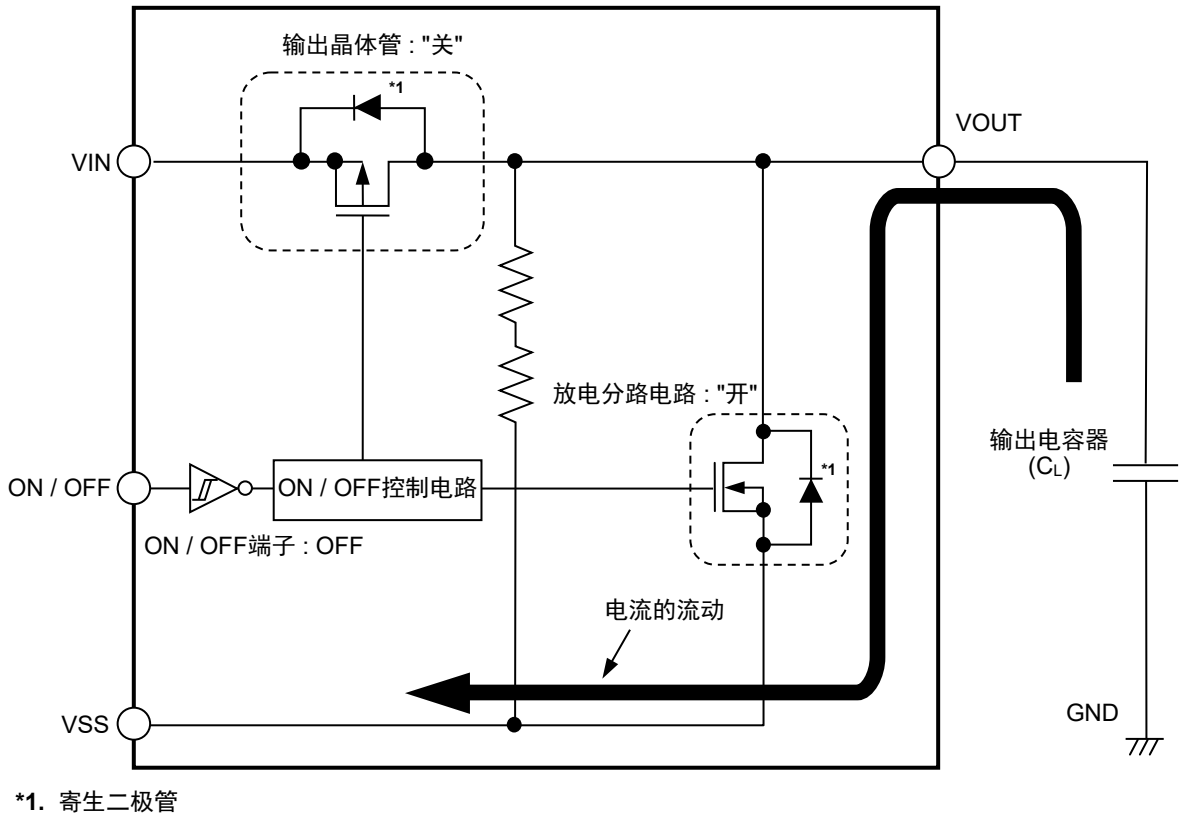 输出晶体管 : "关"
*1
VOUT
VIN
放电分路电路 : "开"
*1
输出电容器
(CL)
ON / OFF
ON / OFF控制电路
ON / OFF端子 : OFF
电流的流动
GND
VSS
*1. 寄生二极管